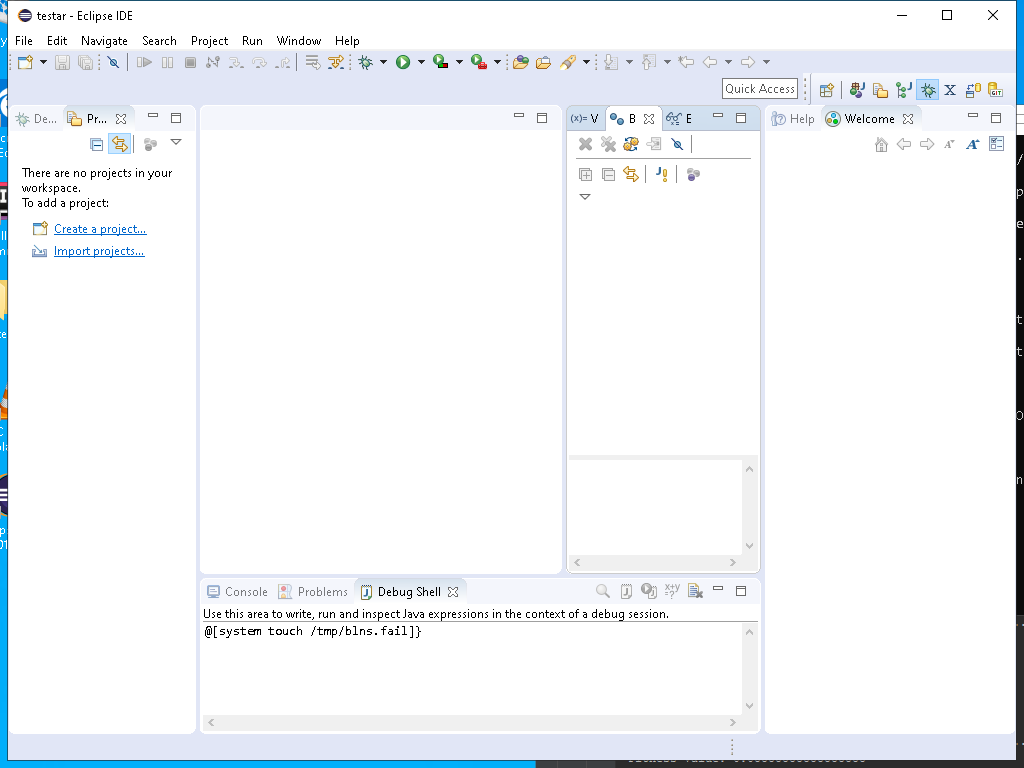 testar - Eclipse IDE
File Edit Navigate Search Project Run Window Help
Quick Access
De...
Pr...
(x)= V
B
E
Help
Welcome
There are no projects in your
workspace.
To add a project:
Create a project...
Import projects...
Console
Problems
Debug Shell
Use this area to write, run and inspect Java expressions in the context of a debug session.
@[system touch /tmp/blns.fail]}